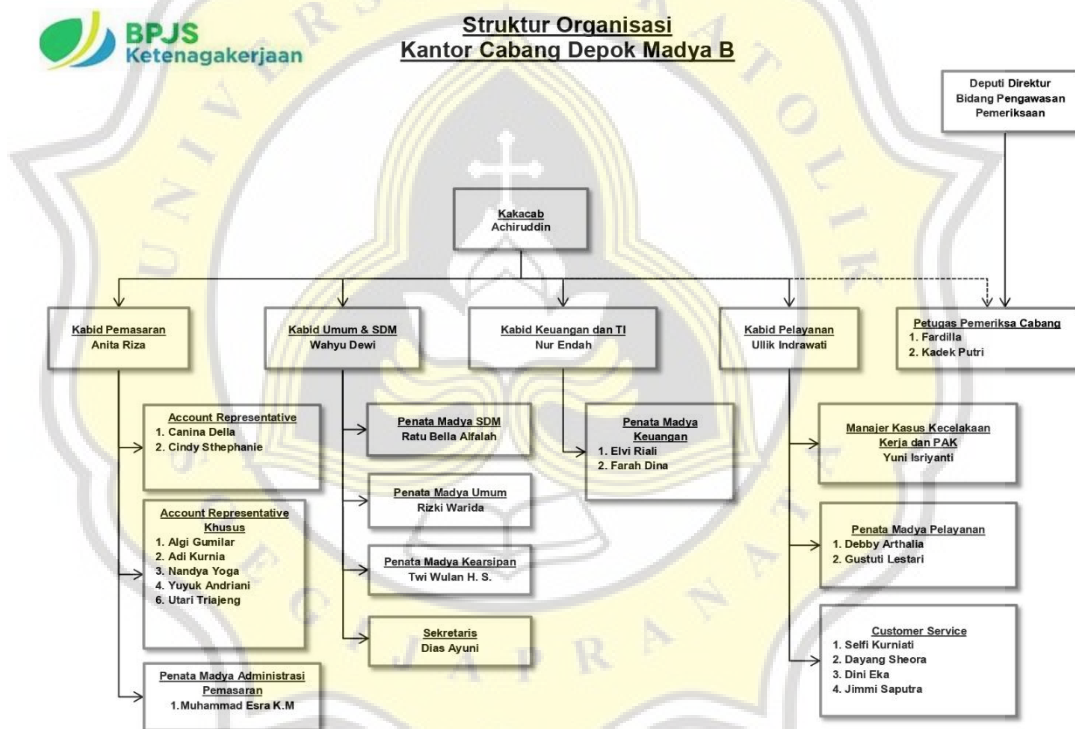 BPJS
Ketenagakerjaan
Struktur Organisasi
Kantor Cabang Depok Madya B
Deputi Direktur
Bidang Pengawasan
Pemeriksaan
Kakacab
Achiruddin
Kabid Pemasaran
Anita Riza
Kabid Umum & SDM
Wahyu Dewi
Kabid Keuangan dan TI
Nur Endah
Kabid Pelayanan
Ullik Indrawati
Petugas Pemeriksa Cabang
1. Fardilla
2. Kadek Putri
Account Representative
1. Canina Della
2. Cindy Sthephanie
Account Representative
Khusus
1. Algi Gumilar
2. Adi Kurnia
3. Nandya Yoga
4. Yuyuk Andriani
6. Utari Triajeng
Penata Madya Administrasi
Pemasaran
1.Muhammad Esra K.M
Penata Madya SDM
Ratu Bella Alfalah
Penata Madya Umum
Rizki Warida
Penata Madya Kearsipan
Twi Wulan H. S.
Sekretaris
Dias Ayuni
Penata Madya
Keuangan
1. Elvi Riali
2. Farah Dina
Manajer Kasus Kecelakaan
Kerja dan PAK
Yuni Isriyanti
Penata Madya Pelayanan
1. Debby Arthalia
2. Gustuti Lestari
Customer Service
1. Selfi Kurniati
2. Dayang Sheora
3. Dini Eka
4. Jimmi Saputra
UNIVERSITAS KATOLIK
SOEGIJAPRANATA